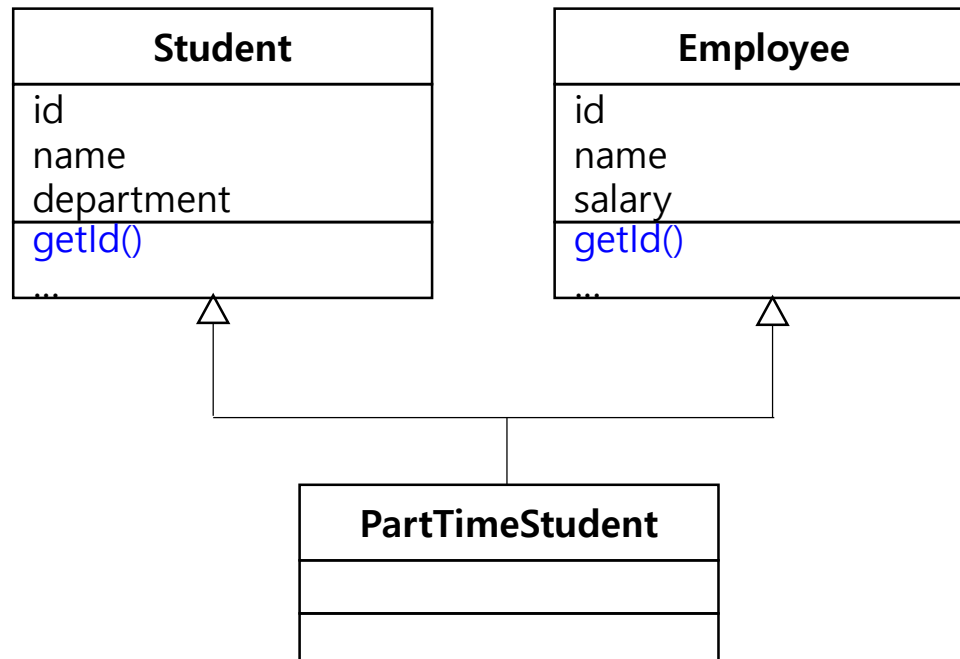 Student
id
name
department
getId()
...
Employee
id
name
salary
getId()
...
PartTimeStudent